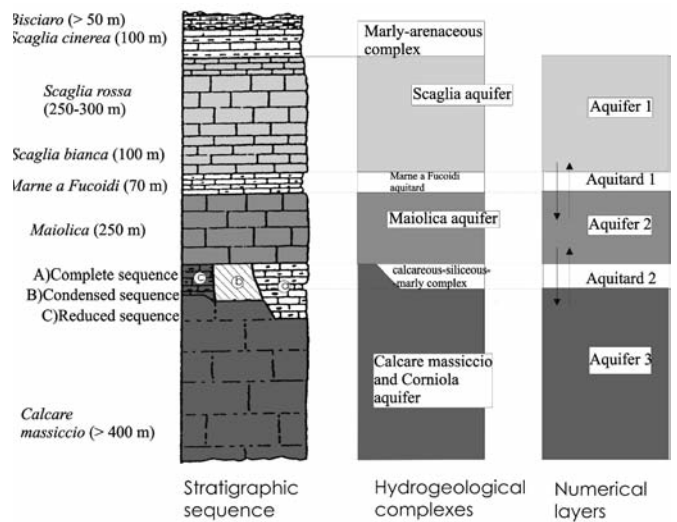 Bisciaro (> 50 m)
Scaglia cinerea (100 m)
Scaglia rossa
(250-300 m)
Scaglia bianca (100 m)
Marne a Fucoidi (70 m)
Maiolica (250 m)
A)Complete sequence
B)Condensed sequence
C)Reduced sequence
Calcare
massiccio (> 400 m)
Stratigraphic
sequence
Marly-arenaceous
complex
Scaglia aquifer
Marne a Fucoidi
aquitard
Maiolica aquifer
calcareous-siliceous-
marly complex
Calcare massiccio
and Corniola
aquifer
Hydrogeological
complexes
Aquifer 1
Aquitard 1
Aquifer 2
Aquitard 2
Aquifer 3
Numerical
layers